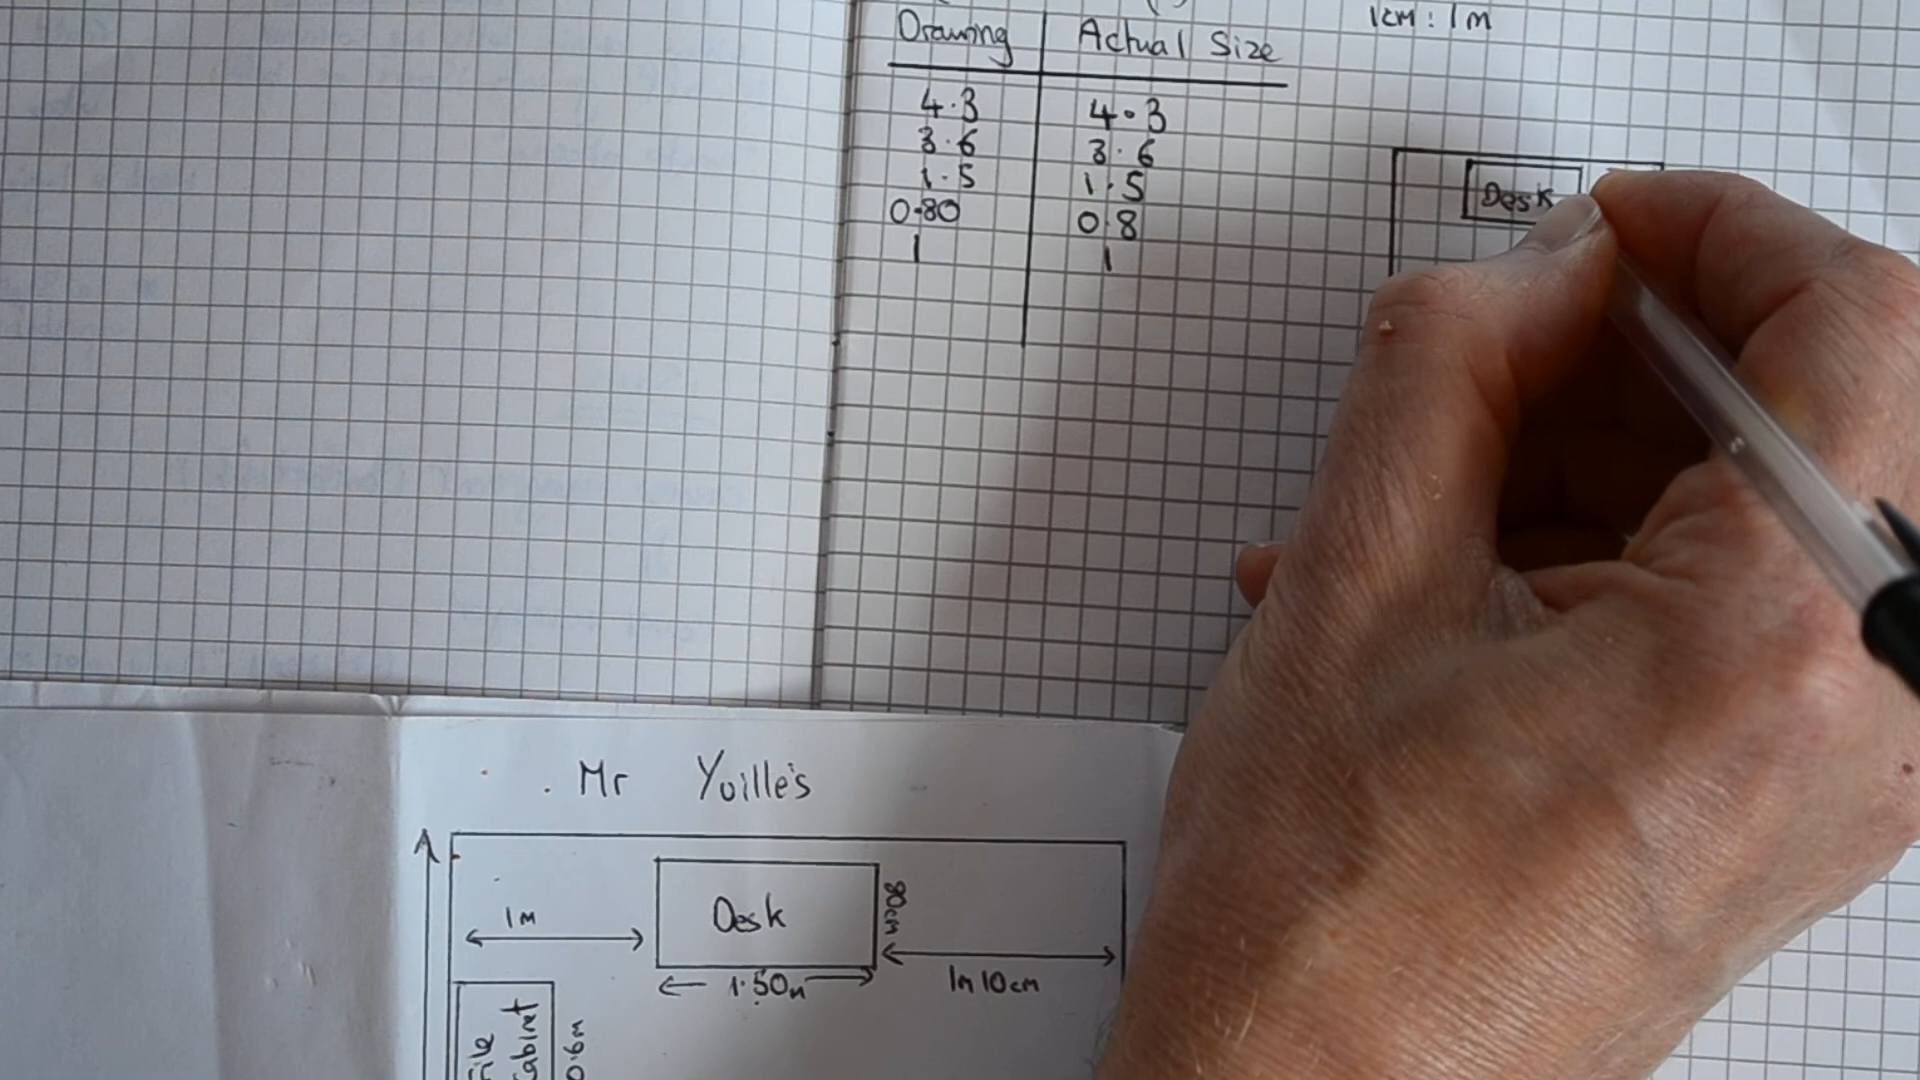 1cm : 1m
Drawing Actual Size
4.3 4.3
3.6 3.6
1.5 1.5
0.80 0.8
1 1
Desk
Mr Yuille's
Desk
80cm
1m
1.50m
1m 10cm
File
Cabinet
0.6m